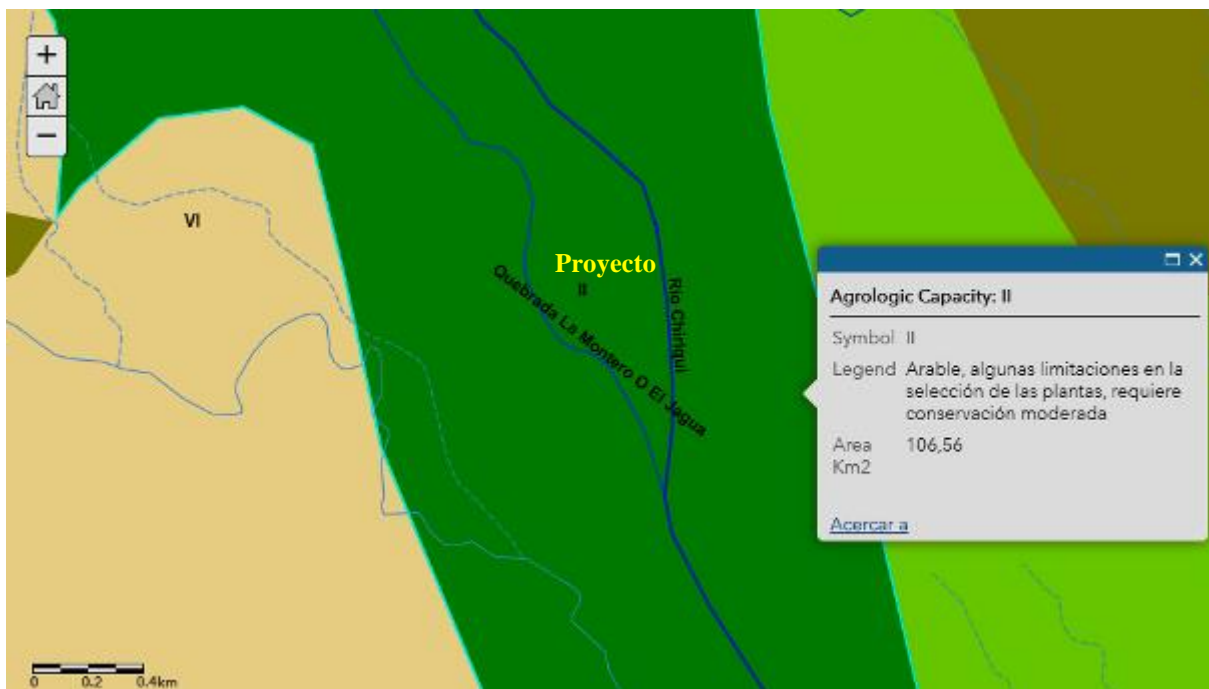 +
−
VI
Proyecto
II
Quebrada La Montero O El Jagua
Río Chiriquí
Agrologic Capacity: II
Symbol II
Legend Arable, algunas limitaciones en la
selección de las plantas, requiere
conservación moderada
Area 106,56
Km2
Acercar a
0 0.2 0.4km